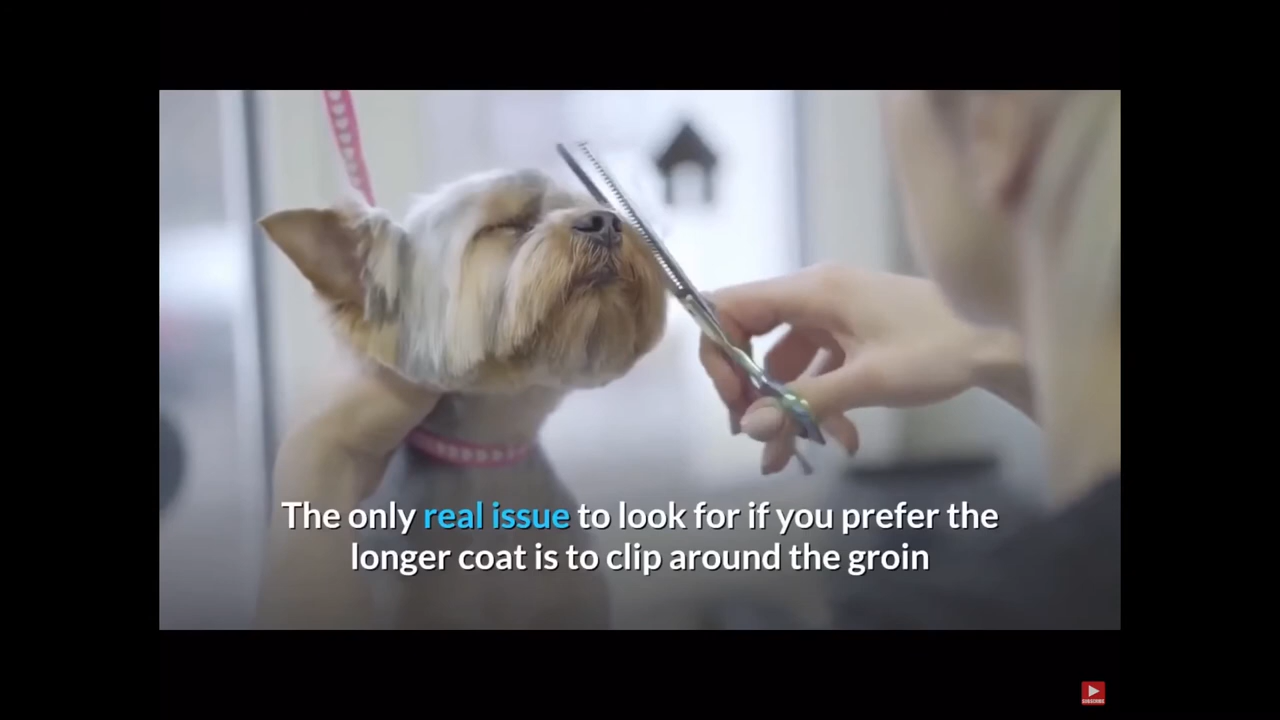 The only real issue to look for if you prefer the
longer coat is to clip around the groin
SUBSCRIBE